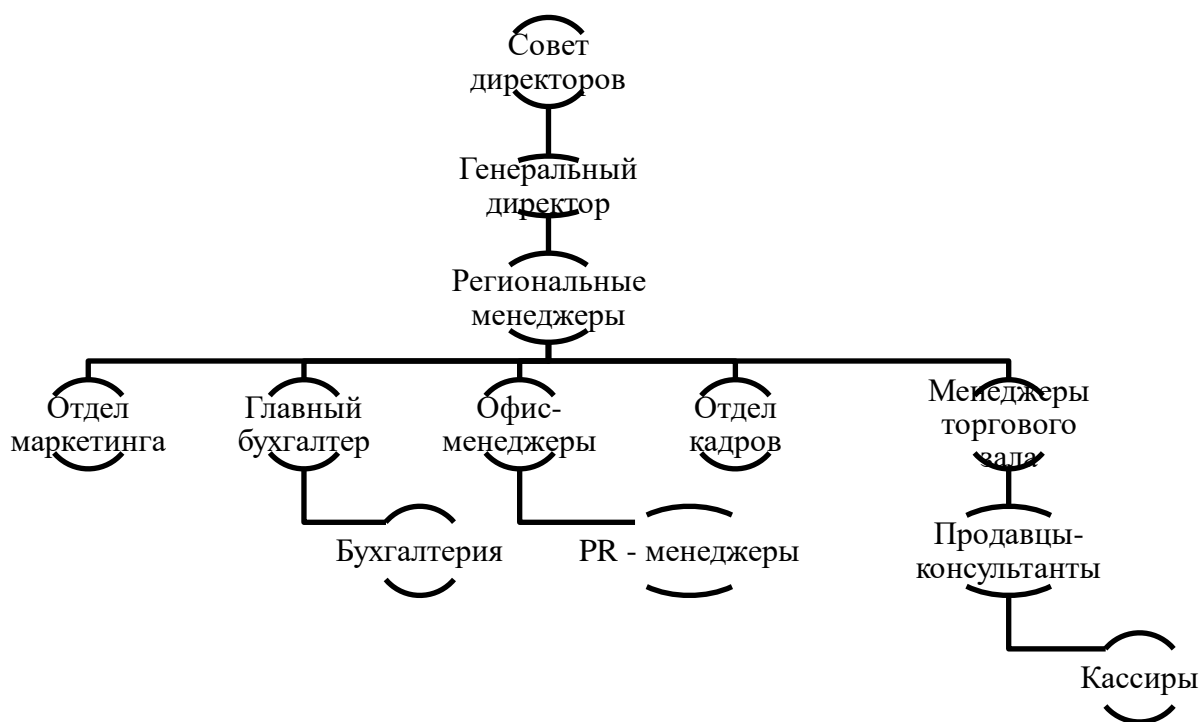 Совет
директоров
Генеральный
директор
Региональные
менеджеры
Отдел
маркетинга
Главный
бухгалтер
Офис-
менеджеры
Отдел
кадров
Менеджеры
торгового
зала
Бухгалтерия
PR - менеджеры
Продавцы-
консультанты
Кассиры